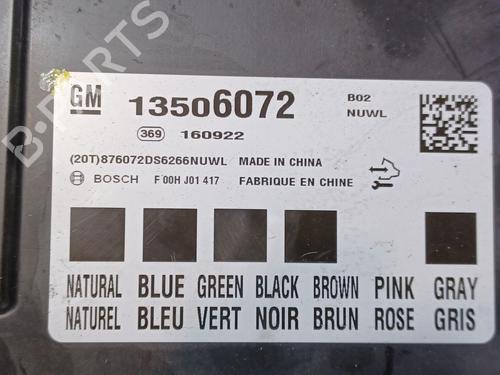 B-PARTS
GM 13506072 B02
NUWL
369 160922
(20T)876072DS6266NUWL MADE IN CHINA
BOSCH F 00H J01 417 FABRIQUE EN CHINE
NATURAL BLUE GREEN BLACK BROWN PINK GRAY
NATUREL BLEU VERT NOIR BRUN ROSE GRIS